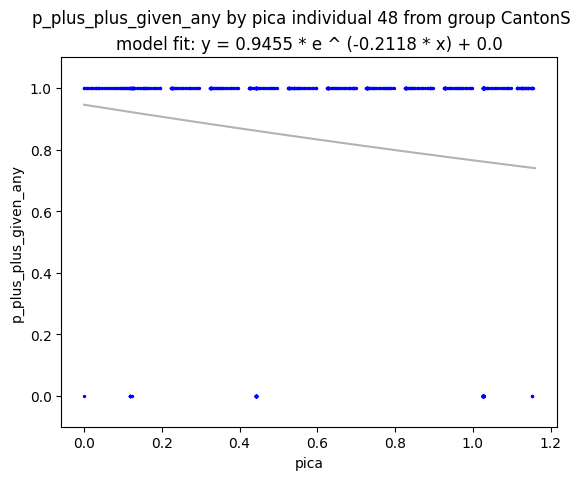 p_plus_plus_given_any by pica individual 48 from group CantonS
model fit: y = 0.9455 * e ^ (-0.2118 * x) + 0.0
p_plus_plus_given_any
1.0
0.8
0.6
0.4
0.2
0.0
0.0 0.2 0.4 0.6 0.8 1.0 1.2
pica